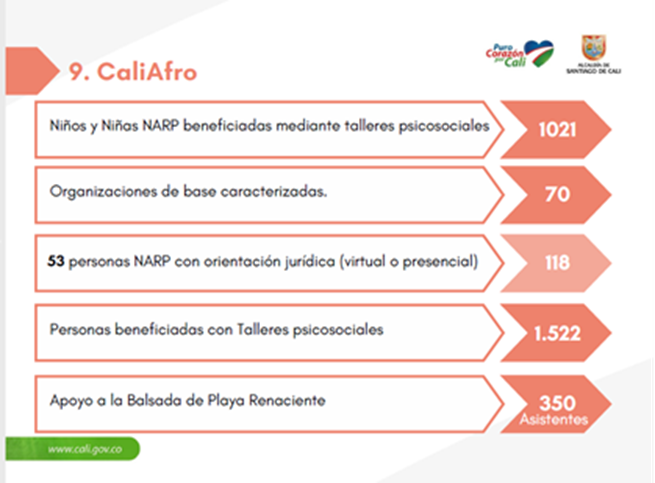 Puro
Corazón
por Cali
ALCALDÍA DE
SANTIAGO DE CALI
9. CaliAfro
Niños y Niñas NARP beneficiadas mediante talleres psicosociales
1021
Organizaciones de base caracterizadas.
70
53 personas NARP con orientación jurídica (virtual o presencial)
118
Personas beneficiadas con Talleres psicosociales
1.522
Apoyo a la Balsada de Playa Renaciente
350
Asistentes
www.cali.gov.co